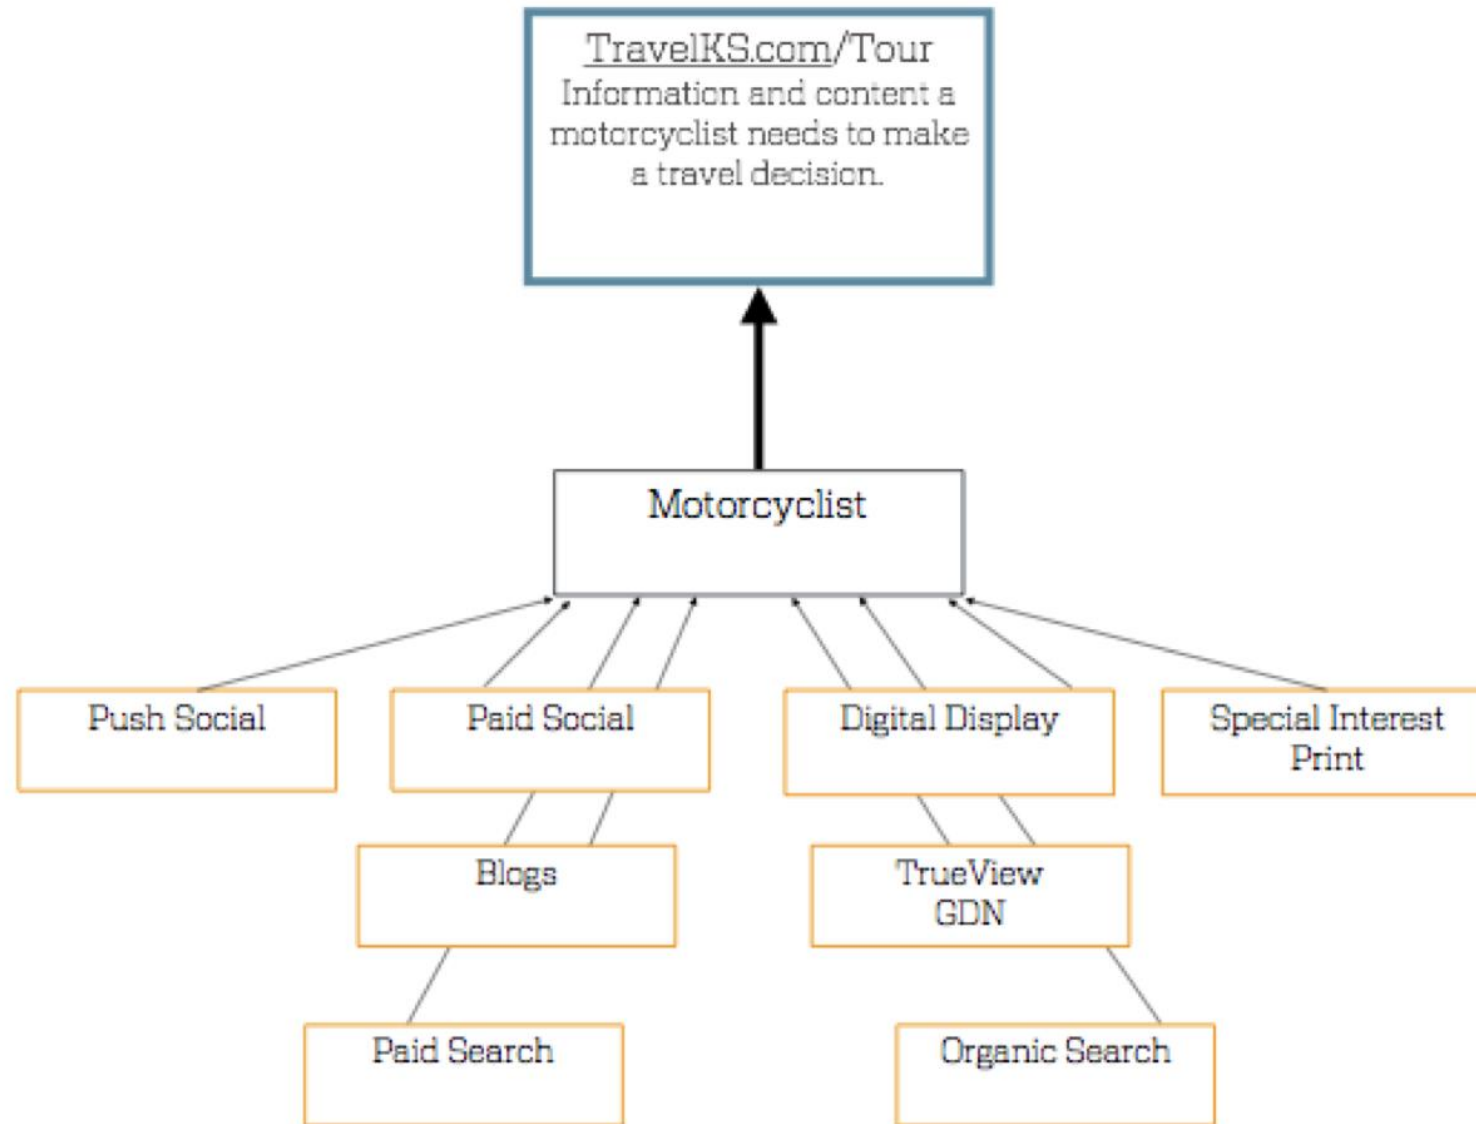 TravelKS.com/Tour
Information and content a
motorcyclist needs to make
a travel decision.
Motorcyclist
Push Social
Paid Social
Digital Display
Special Interest
Print
Blogs
TrueView
GDN
Paid Search
Organic Search